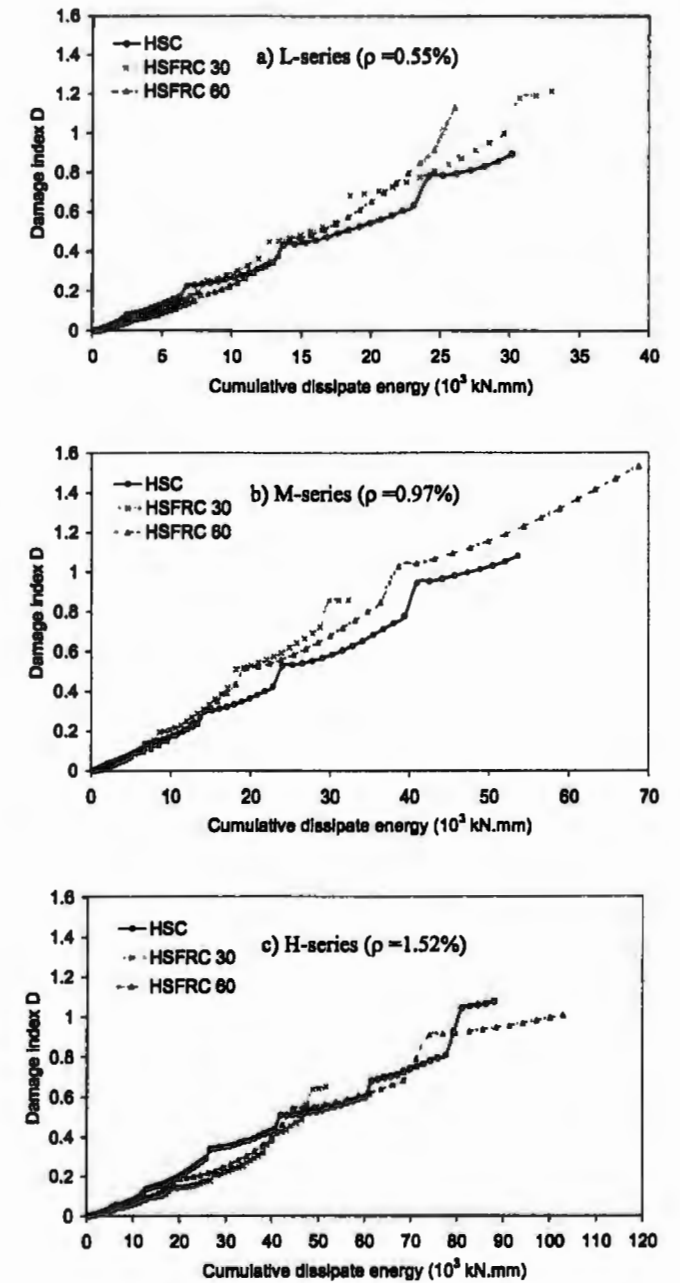 1.6
1.4
1.2
1
0.8
0.6
0.4
0.2
0
Damage Index D
HSC
HSFRC 30
HSFRC 60
a) L-series (ρ =0.55%)
0 5 10 15 20 25 30 35 40
Cumulative dissipate energy (10³ kN.mm)
1.6
1.4
1.2
1
0.8
0.6
0.4
0.2
0
Damage Index D
HSC
HSFRC 30
HSFRC 60
b) M-series (ρ =0.97%)
0 10 20 30 40 50 60 70
Cumulative dissipate energy (10³ kN.mm)
1.6
1.4
1.2
1
0.8
0.6
0.4
0.2
0
Damage Index D
HSC
HSFRC 30
HSFRC 60
c) H-series (ρ =1.52%)
0 10 20 30 40 50 60 70 80 90 100 110 120
Cumulative dissipate energy (10³ kN.mm)